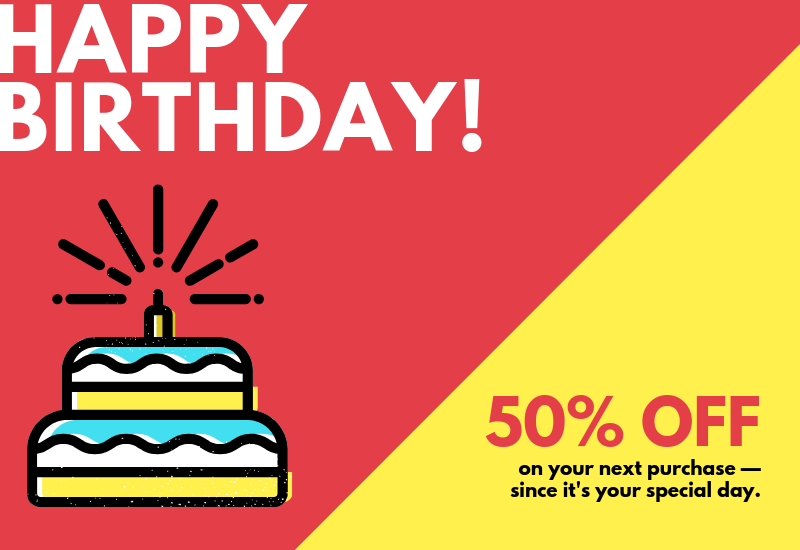 HAPPY
BIRTHDAY!
50% OFF
on your next purchase —
since it's your special day.